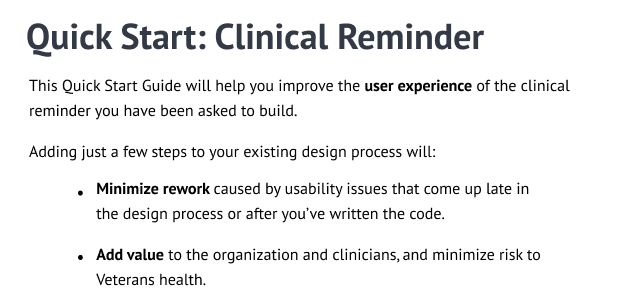 Quick Start: Clinical Reminder
This Quick Start Guide will help you improve the user experience of the clinical
reminder you have been asked to build.
Adding just a few steps to your existing design process will:
• Minimize rework caused by usability issues that come up late in
the design process or after you’ve written the code.
• Add value to the organization and clinicians, and minimize risk to
Veterans health.